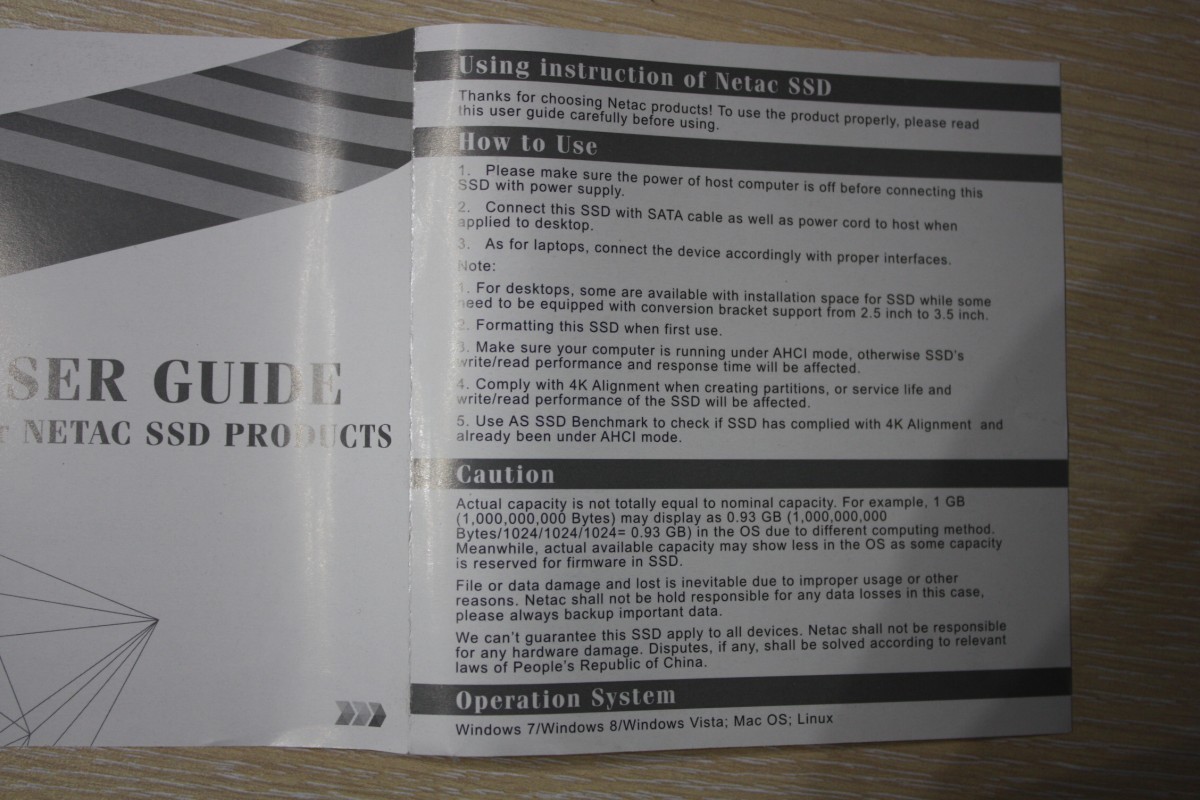 SER GUIDE
NETAC SSD PRODUCTS
Using instruction of Netac SSD
Thanks for choosing Netac products! To use the product properly, please read
this user guide carefully before using.
How to Use
1. Please make sure the power of host computer is off before connecting this
SSD with power supply.
2. Connect this SSD with SATA cable as well as power cord to host when
applied to desktop.
3. As for laptops, connect the device accordingly with proper interfaces.
Note:
1. For desktops, some are available with installation space for SSD while some
need to be equipped with conversion bracket support from 2.5 inch to 3.5 inch.
2. Formatting this SSD when first use.
3. Make sure your computer is running under AHCI mode, otherwise SSD's
write/read performance and response time will be affected.
4. Comply with 4K Alignment when creating partitions, or service life and
write/read performance of the SSD will be affected.
5. Use AS SSD Benchmark to check if SSD has complied with 4K Alignment and
already been under AHCI mode.
Caution
Actual capacity is not totally equal to nominal capacity. For example, 1 GB
(1,000,000,000 Bytes) may display as 0.93 GB (1,000,000,000
Bytes/1024/1024/1024= 0.93 GB) in the OS due to different computing method.
Meanwhile, actual available capacity may show less in the OS as some capacity
is reserved for firmware in SSD.
File or data damage and lost is inevitable due to improper usage or other
reasons. Netac shall not be hold responsible for any data losses in this case,
please always backup important data.
We can't guarantee this SSD apply to all devices. Netac shall not be responsible
for any hardware damage. Disputes, if any, shall be solved according to relevant
laws of People's Republic of China.
Operation System
Windows 7/Windows 8/Windows Vista; Mac OS; Linux